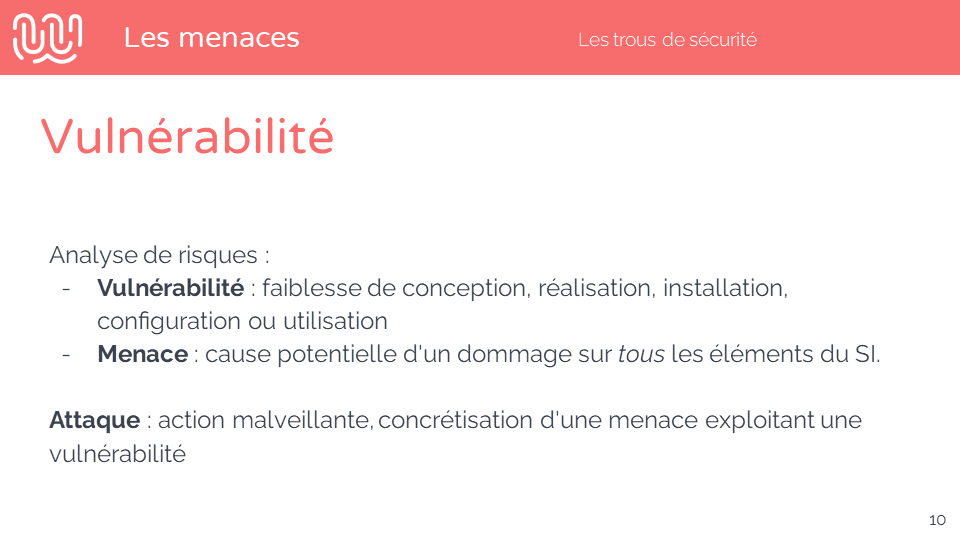 Les menaces
Les trous de sécurité
Vulnérabilité
Analyse de risques :
- Vulnérabilité : faiblesse de conception, réalisation, installation,
configuration ou utilisation
- Menace : cause potentielle d'un dommage sur tous les éléments du SI.
Attaque : action malveillante, concrétisation d'une menace exploitant une
vulnérabilité
10